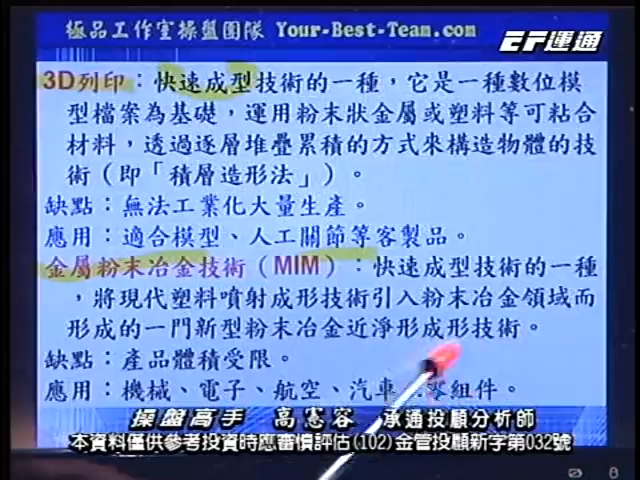 極品工作室操盤團隊 Your-Best-Team.com
EF運通
3D列印：快速成型技術的一種，它是一種數位模
型檔案為基礎，運用粉末狀金屬或塑料等可粘合
材料，透過逐層堆疊累積的方式來構造物體的技
術（即「積層造形法」）。
缺點：無法工業化大量生產。
應用：適合模型、人工關節等客製品。
金屬粉末冶金技術（MIM）：快速成型技術的一種
，將現代塑料噴射成形技術引入粉末冶金領域而
形成的一門新型粉末冶金近淨形成形技術。
缺點：產品體積受限。
應用：機械、電子、航空、汽車 零組件。
操盤高手 高憲容 承通投顧分析師
本資料僅供參考投資時應審慎評估(102)金管投顧新字第032號